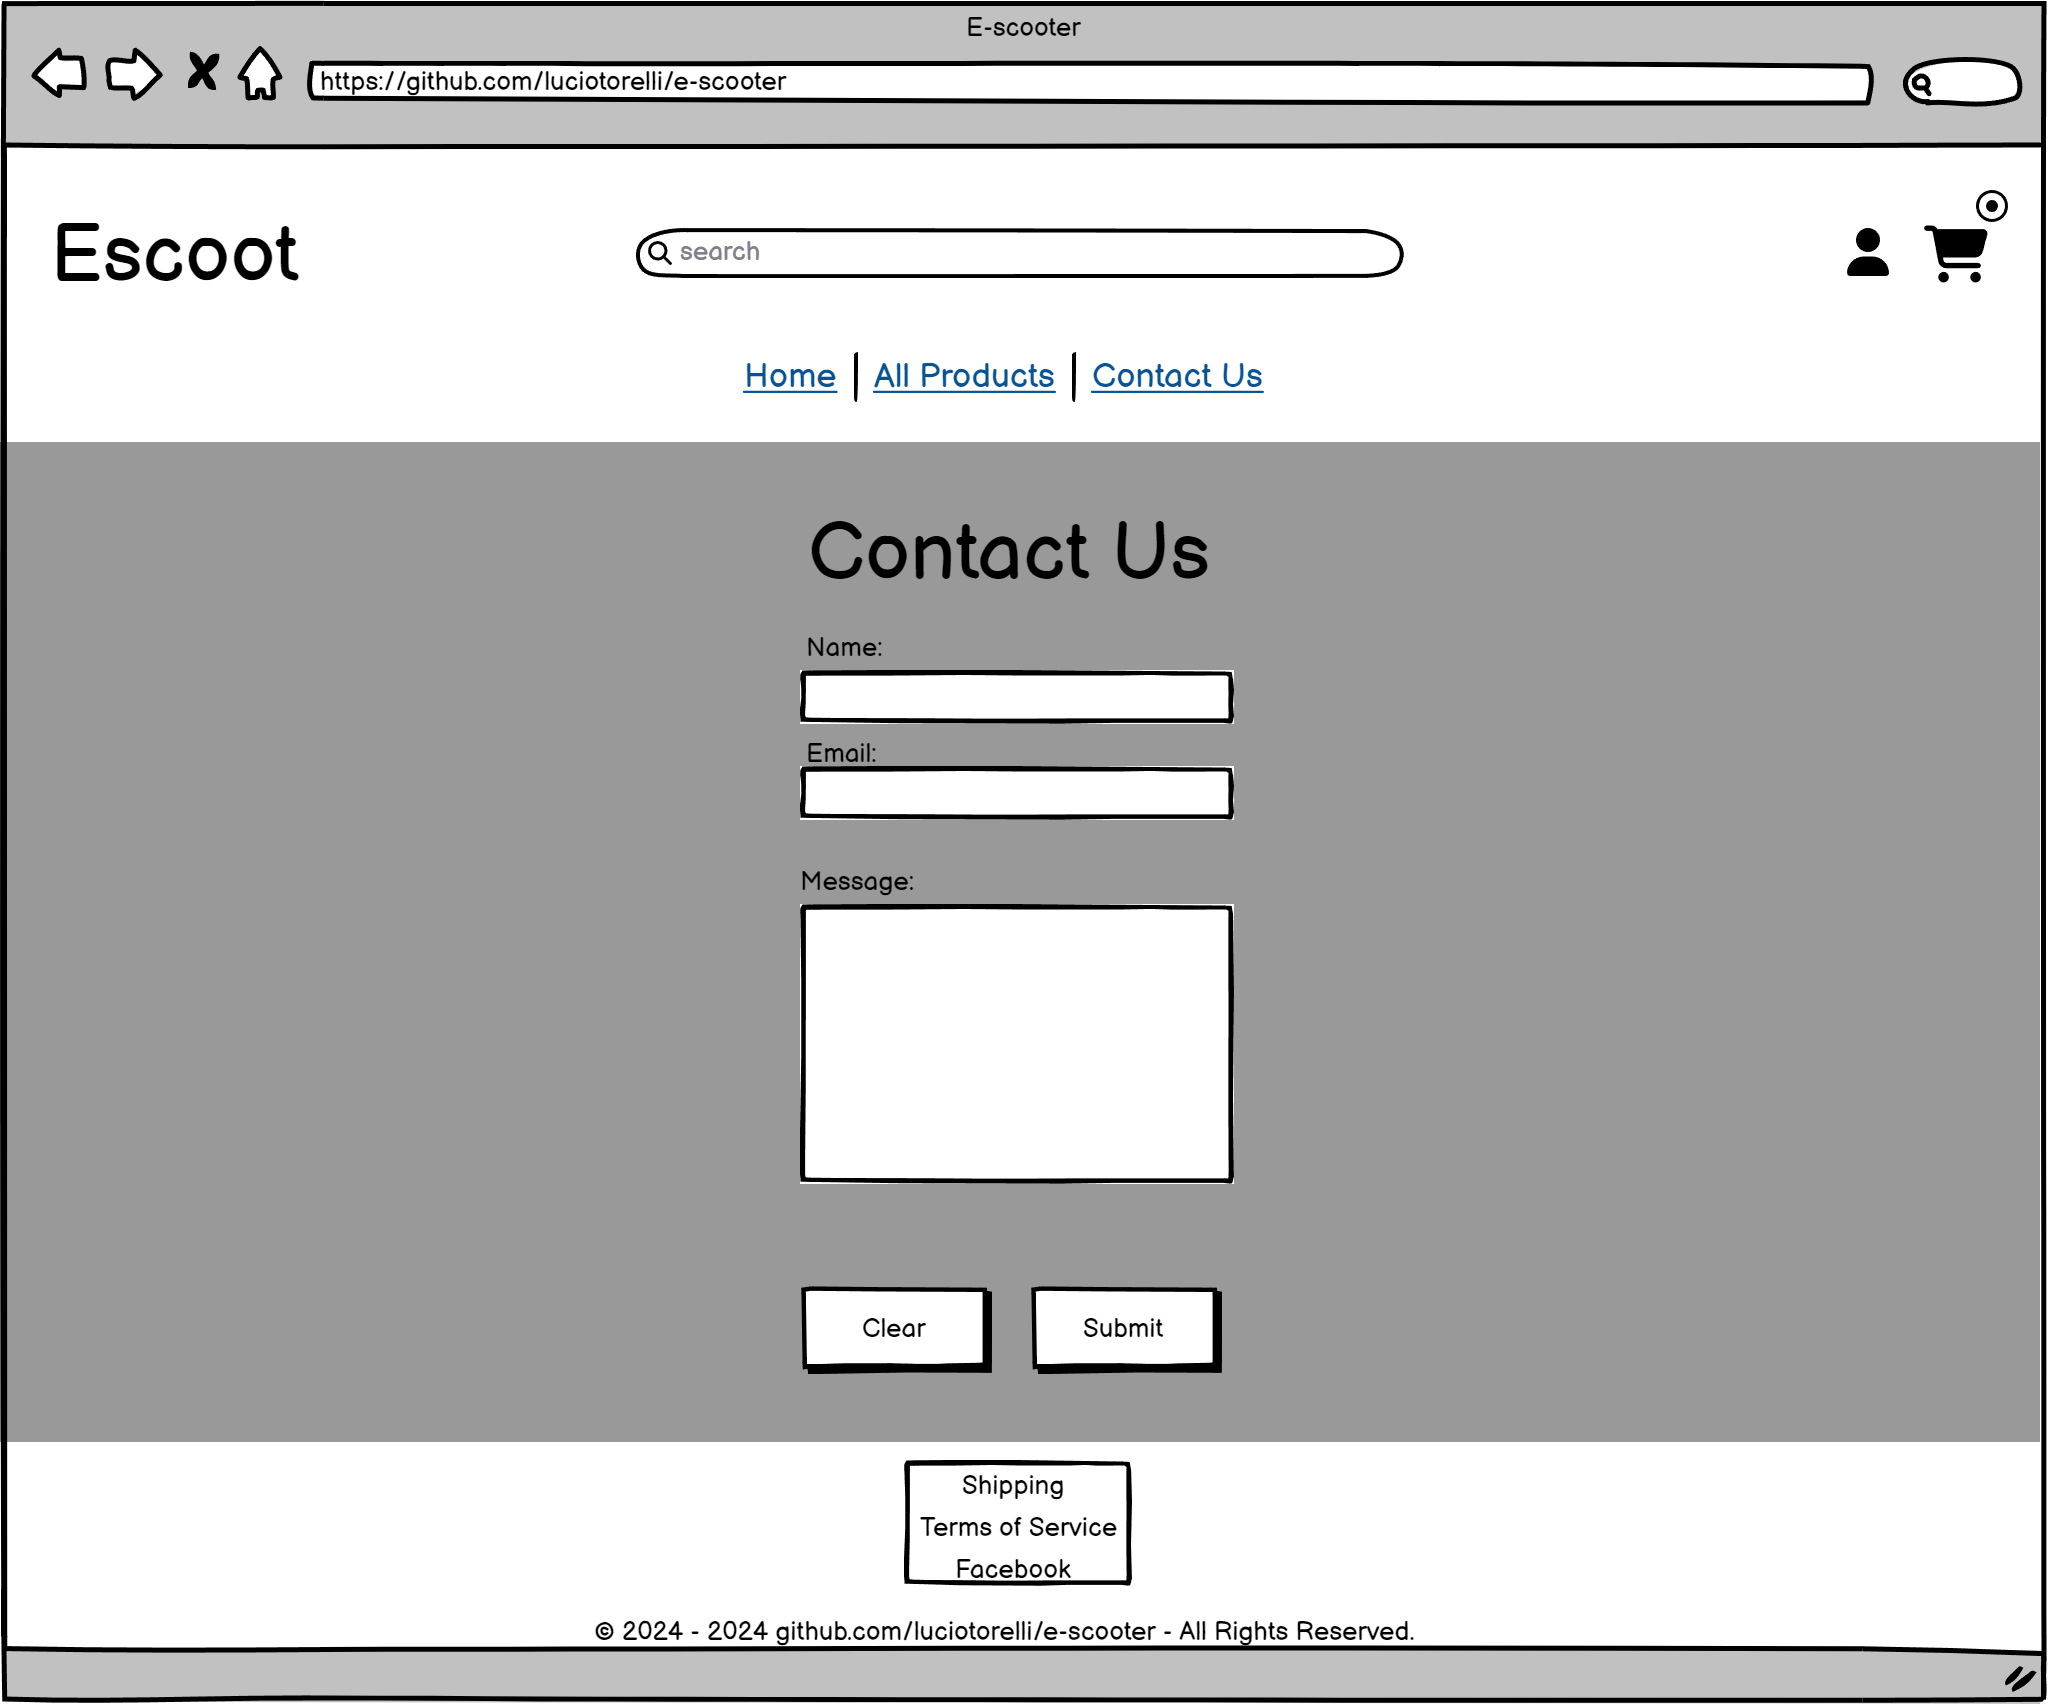 E-scooter
https://github.com/luciotorelli/e-scooter
Escoot
search
Home
All Products
Contact Us
Contact Us
Name:
Email:
Message:
Clear
Submit
Shipping
Terms of Service
Facebook
© 2024 - 2024 github.com/luciotorelli/e-scooter - All Rights Reserved.